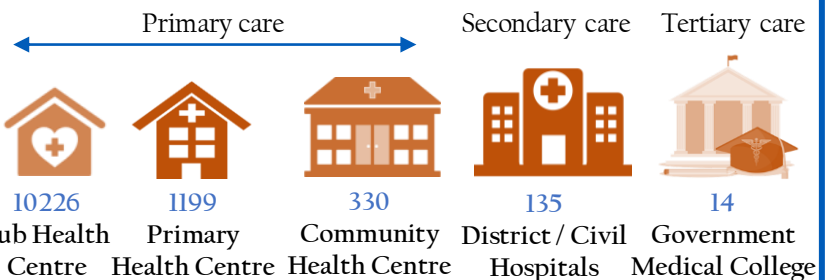 Primary care Secondary care Tertiary care
10226 1199 330 135 14
ub Health Primary Community District / Civil Government
Centre Health Centre Health Centre Hospitals Medical College